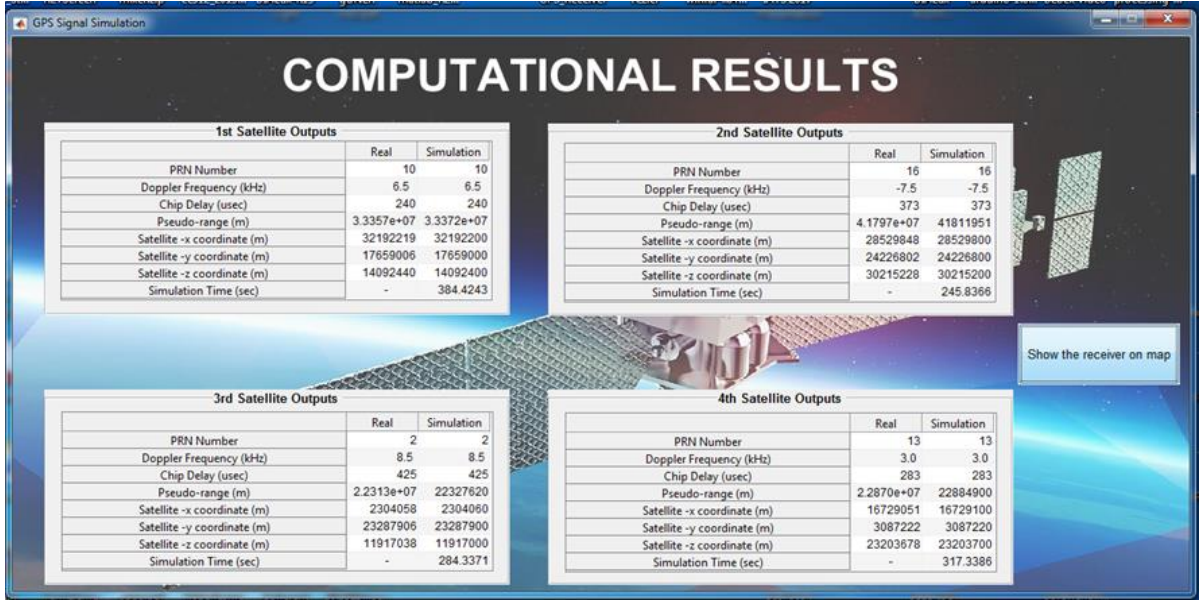 GPS Signal Simulation
COMPUTATIONAL RESULTS
1st Satellite Outputs
Real Simulation
PRN Number 10 10
Doppler Frequency (kHz) 6.5 6.5
Chip Delay (usec) 240 240
Pseudo-range (m) 3.3357e+07 3.3372e+07
Satellite -x coordinate (m) 32192219 32192200
Satellite -y coordinate (m) 17659006 17659000
Satellite -z coordinate (m) 14092440 14092400
Simulation Time (sec) - 384.4243
2nd Satellite Outputs
Real Simulation
PRN Number 16 16
Doppler Frequency (kHz) -7.5 -7.5
Chip Delay (usec) 373 373
Pseudo-range (m) 4.1797e+07 41811951
Satellite -x coordinate (m) 28529848 28529800
Satellite -y coordinate (m) 24226802 24226800
Satellite -z coordinate (m) 30215228 30215200
Simulation Time (sec) - 245.8366
Show the receiver on map
3rd Satellite Outputs
Real Simulation
PRN Number 2 2
Doppler Frequency (kHz) 8.5 8.5
Chip Delay (usec) 425 425
Pseudo-range (m) 2.2313e+07 22327620
Satellite -x coordinate (m) 2304058 2304060
Satellite -y coordinate (m) 23287906 23287900
Satellite -z coordinate (m) 11917038 11917000
Simulation Time (sec) - 284.3371
4th Satellite Outputs
Real Simulation
PRN Number 13 13
Doppler Frequency (kHz) 3.0 3.0
Chip Delay (usec) 283 283
Pseudo-range (m) 2.2870e+07 22884900
Satellite -x coordinate (m) 16729051 16729100
Satellite -y coordinate (m) 3087222 3087220
Satellite -z coordinate (m) 23203678 23203700
Simulation Time (sec) - 317.3386